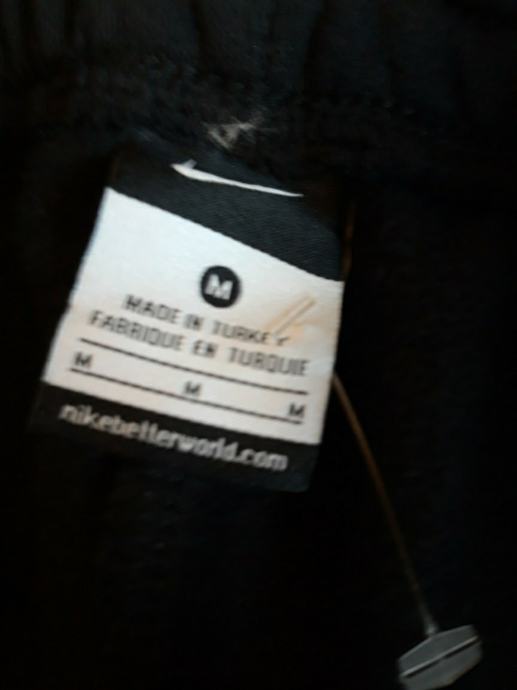 M
MADE IN TURKEY
FABRIQUE EN TURQUIE
M M M
nikebetterworld.com